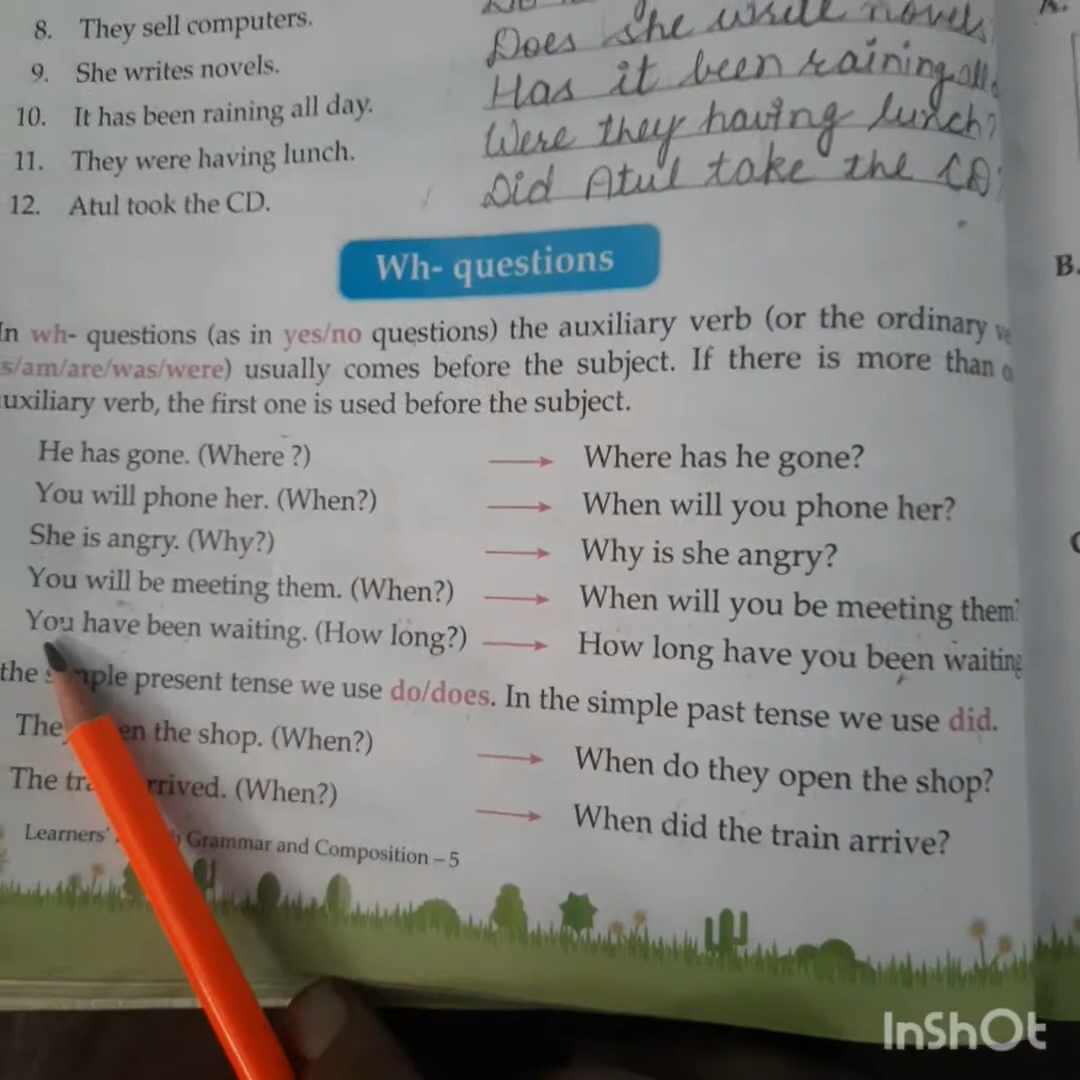 8. They sell computers.
Does she write novels
9. She writes novels.
Has it been raining all
10. It has been raining all day.
Were they having lunch?
11. They were having lunch.
Did Atul take the CD?
12. Atul took the CD.
Wh- questions
In wh- questions (as in yes/no questions) the auxiliary verb (or the ordinary
s/am/are/was/were) usually comes before the subject. If there is more than
uxiliary verb, the first one is used before the subject.
He has gone. (Where ?) → Where has he gone?
You will phone her. (When?) → When will you phone her?
She is angry. (Why?) → Why is she angry?
You will be meeting them. (When?) → When will you be meeting them?
You have been waiting. (How long?) → How long have you been waiting
the present tense we use do/does. In the simple past tense we use did.
the shop. (When?) → When do they open the shop?
The (When?) → When did the train arrive?
Learners' Grammar and Composition – 5
B.
InShOt